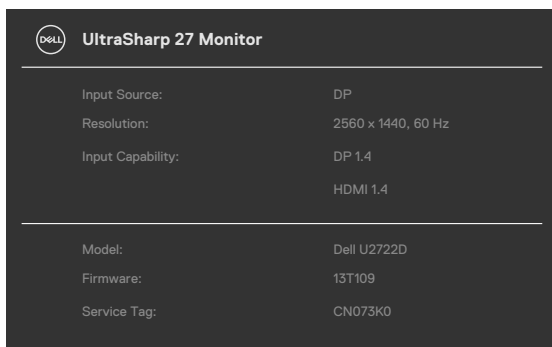 DELL UltraSharp 27 Monitor
Input Source: DP
Resolution: 2560 x 1440, 60 Hz
Input Capability: DP 1.4
HDMI 1.4
Model: Dell U2722D
Firmware: 13T109
Service Tag: CN073K0